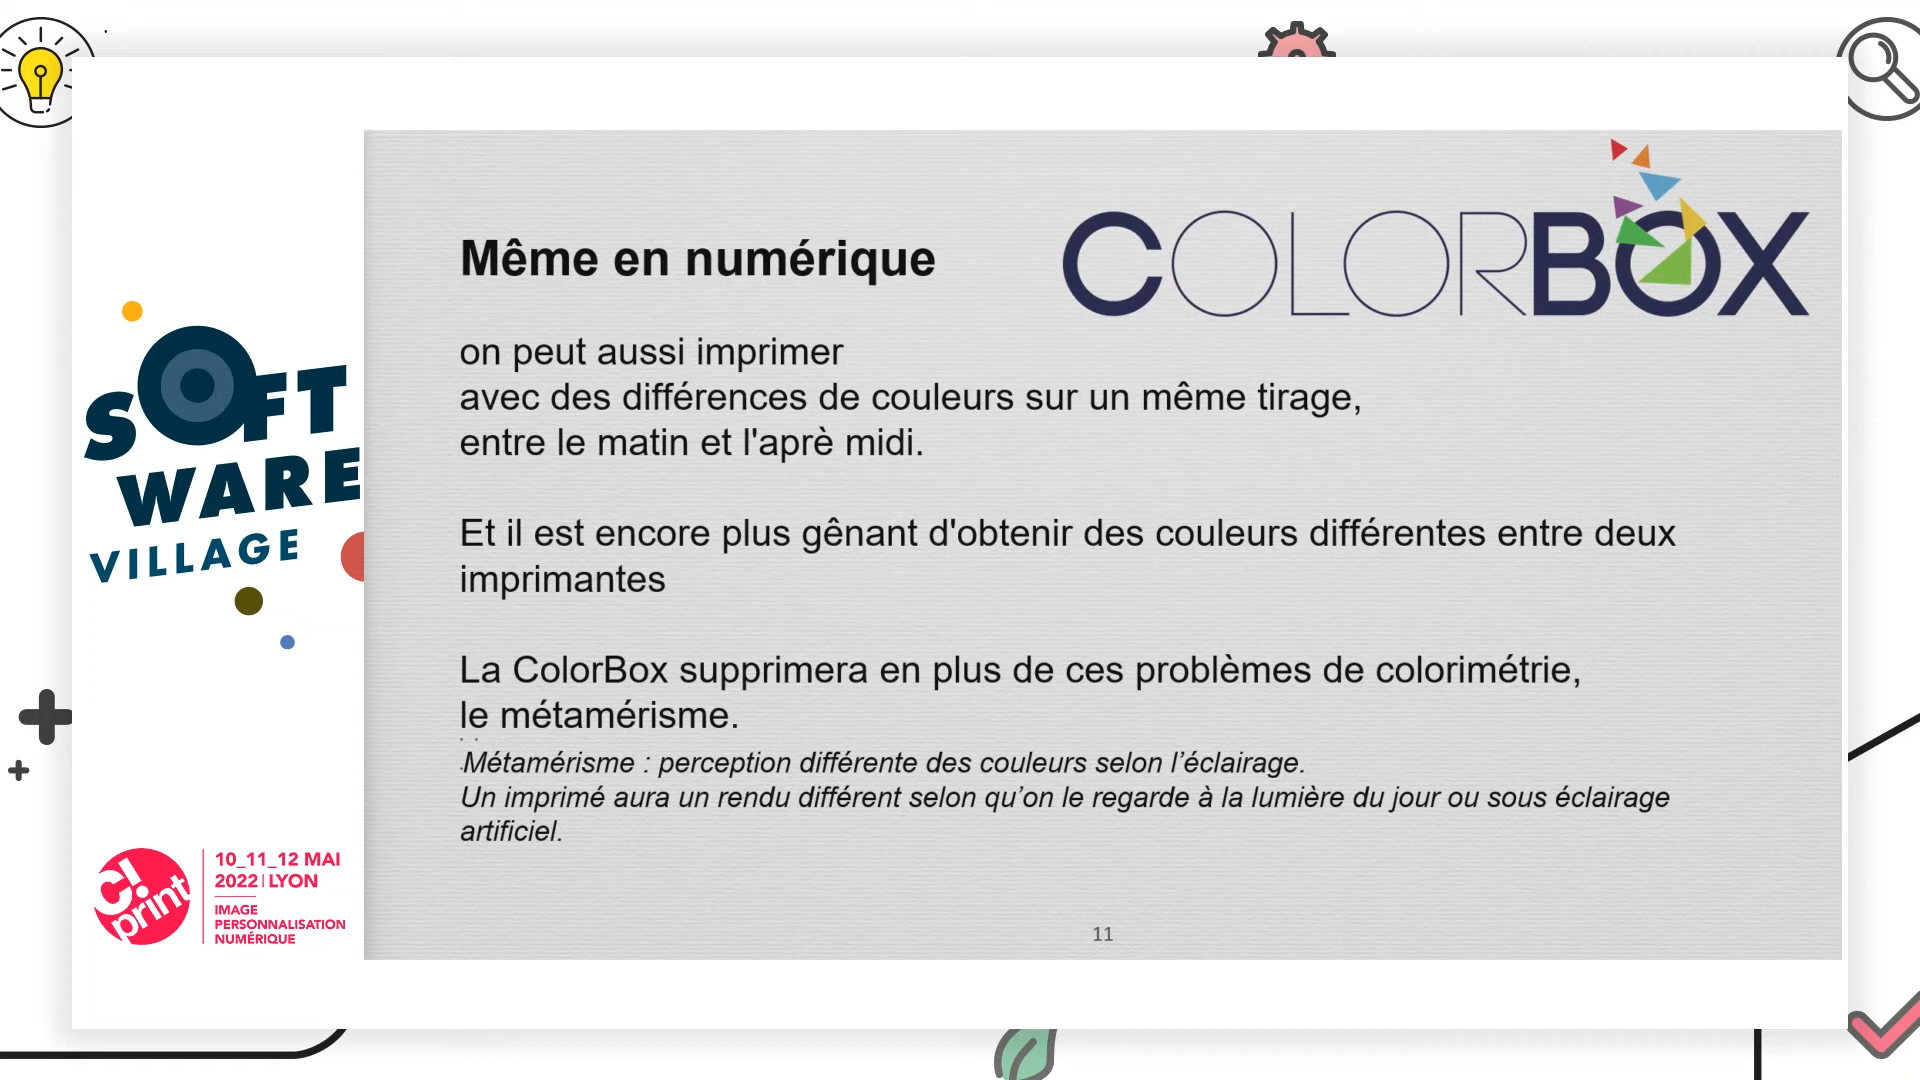 COLORBOX
Même en numérique
on peut aussi imprimer
avec des différences de couleurs sur un même tirage,
entre le matin et l'aprè midi.
Et il est encore plus gênant d'obtenir des couleurs différentes entre deux
imprimantes
La ColorBox supprimera en plus de ces problèmes de colorimétrie,
le métamérisme.
Métamérisme : perception différente des couleurs selon l’éclairage.
Un imprimé aura un rendu différent selon qu’on le regarde à la lumière du jour ou sous éclairage
artificiel.
11
SOFT
WARE
VILLAGE
C!
print
10_11_12 MAI
2022 | LYON
IMAGE
PERSONNALISATION
NUMÉRIQUE